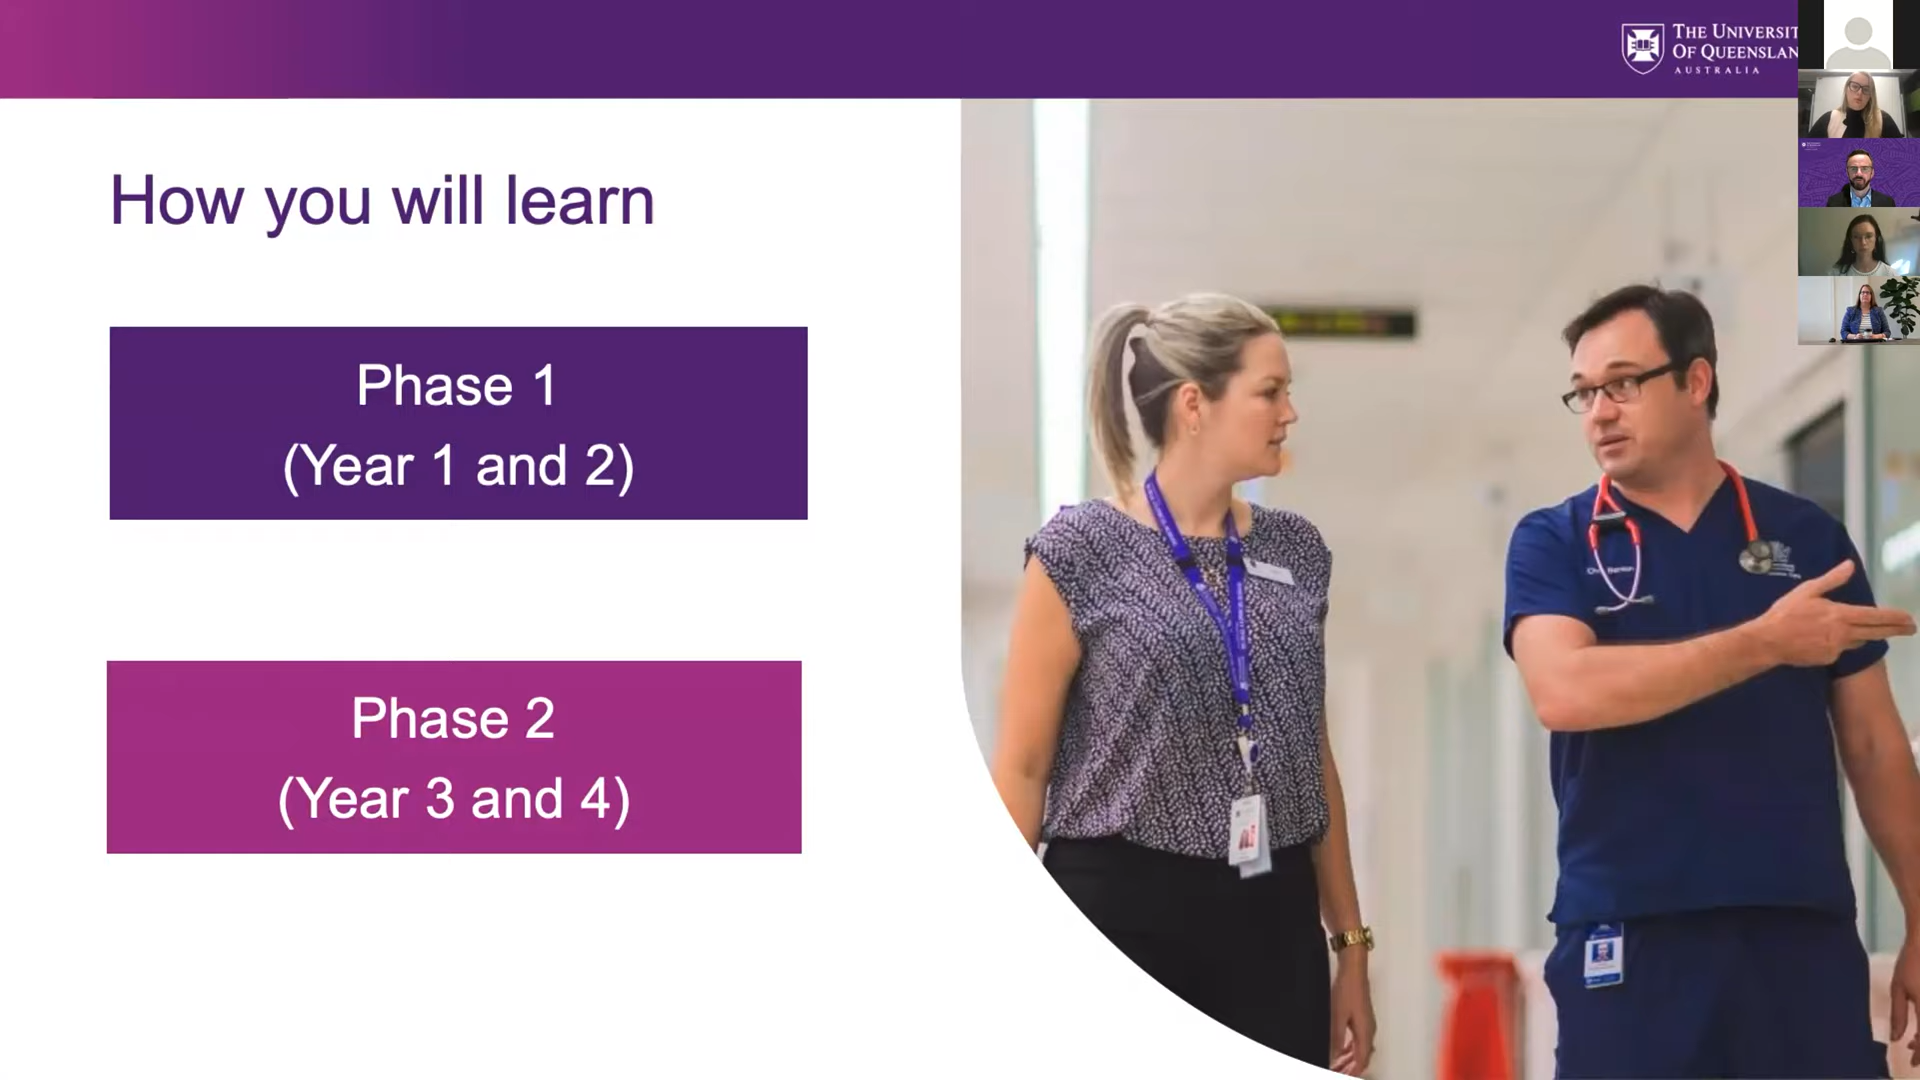 THE UNIVERSIT
OF QUEENSLAN
AUSTRALIA
How you will learn
Phase 1
(Year 1 and 2)
Phase 2
(Year 3 and 4)